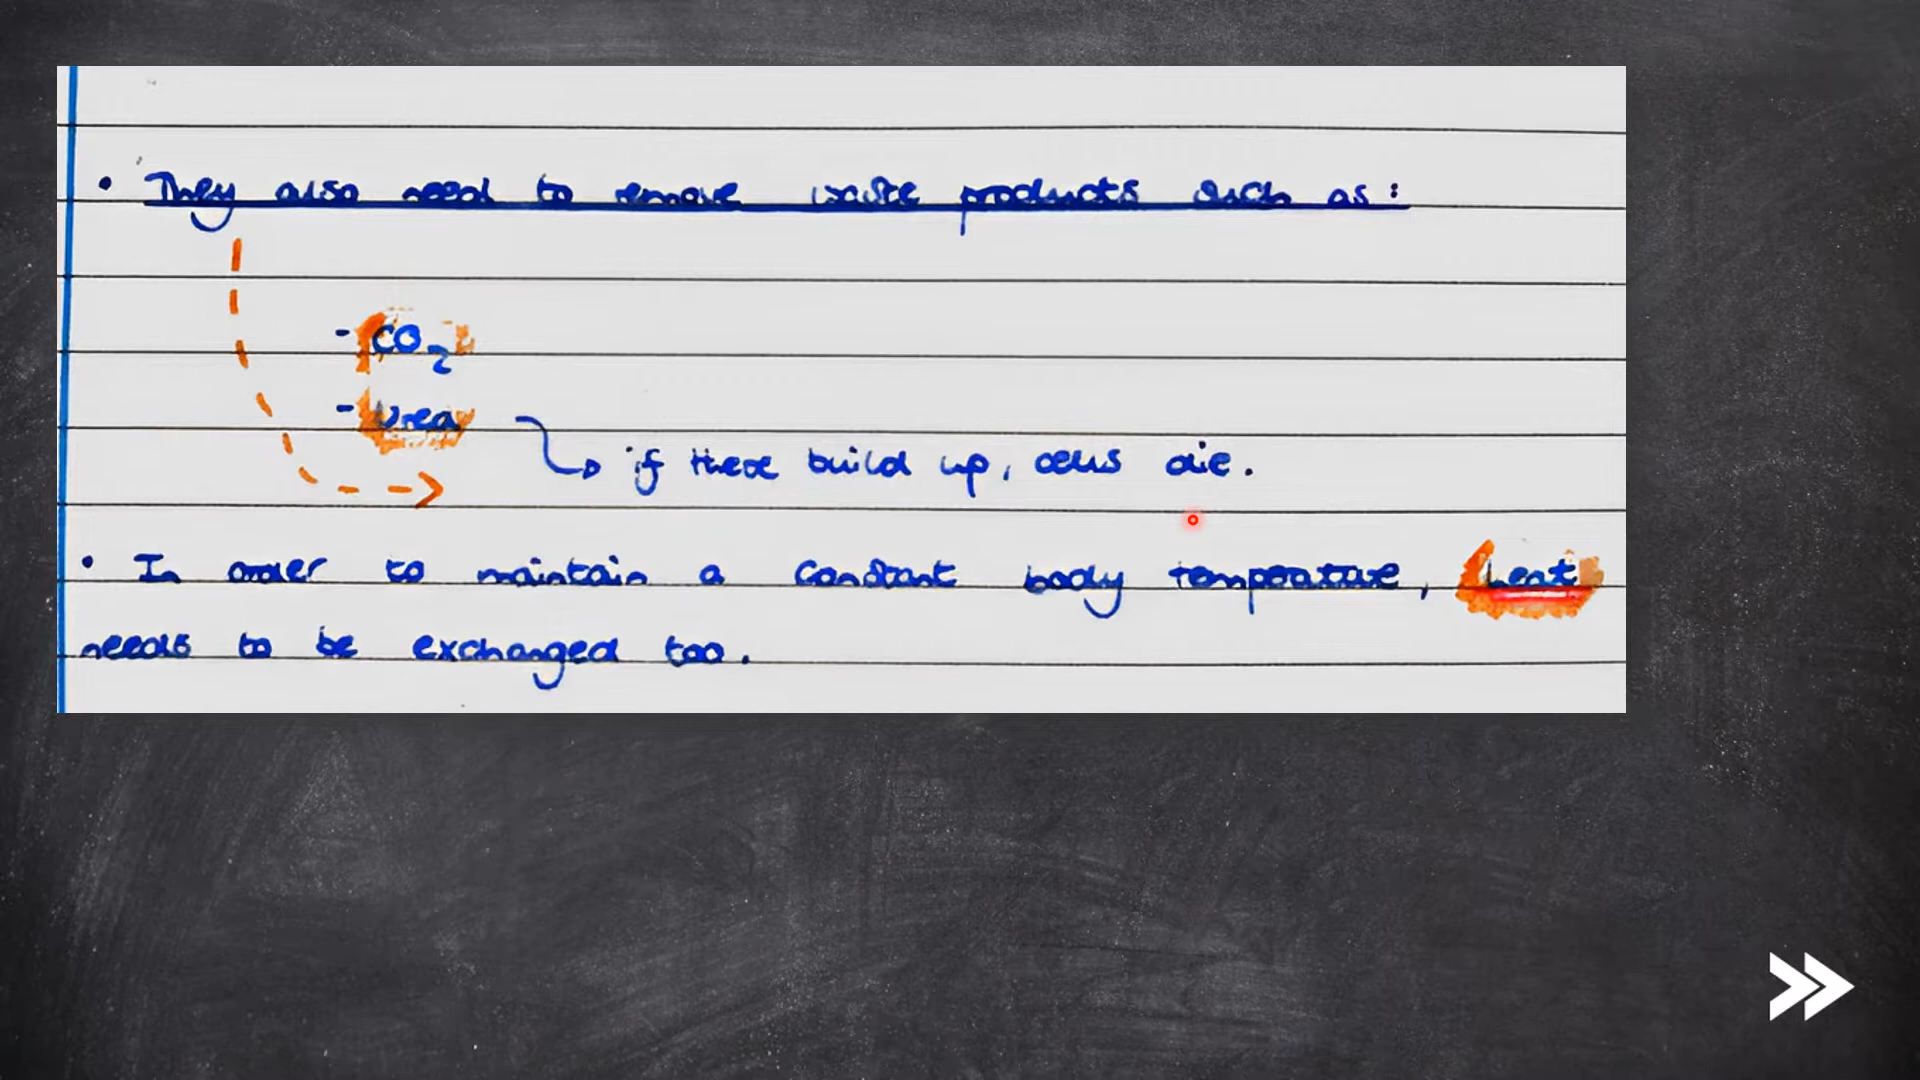 • They also need to remove waste products such as:
- CO₂
- Urea
if these build up, cells die.
• In order to maintain a constant body temperature, heat
needs to be exchanged too.